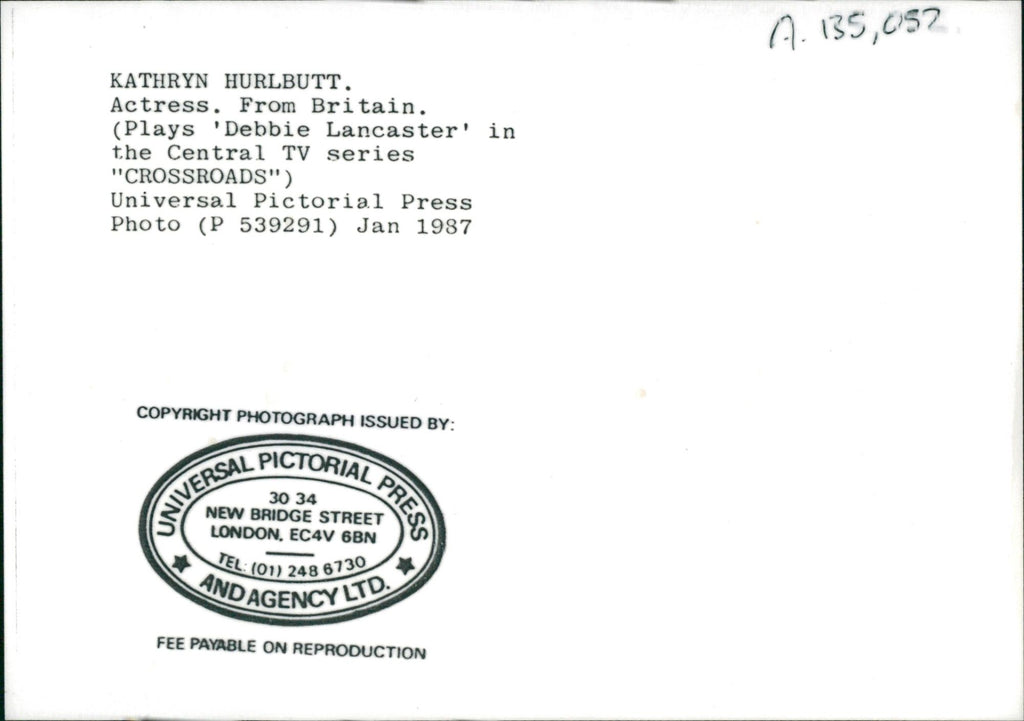 A. 135,052
KATHRYN HURLBUTT.
Actress. From Britain.
(Plays 'Debbie Lancaster' in
the Central TV series
"CROSSROADS")
Universal Pictorial Press
Photo (P 539291) Jan 1987
COPYRIGHT PHOTOGRAPH ISSUED BY:
UNIVERSAL PICTORIAL PRESS
30 34
NEW BRIDGE STREET
LONDON, EC4V 6BN
TEL: (01) 248 6730
AND AGENCY LTD.
FEE PAYABLE ON REPRODUCTION